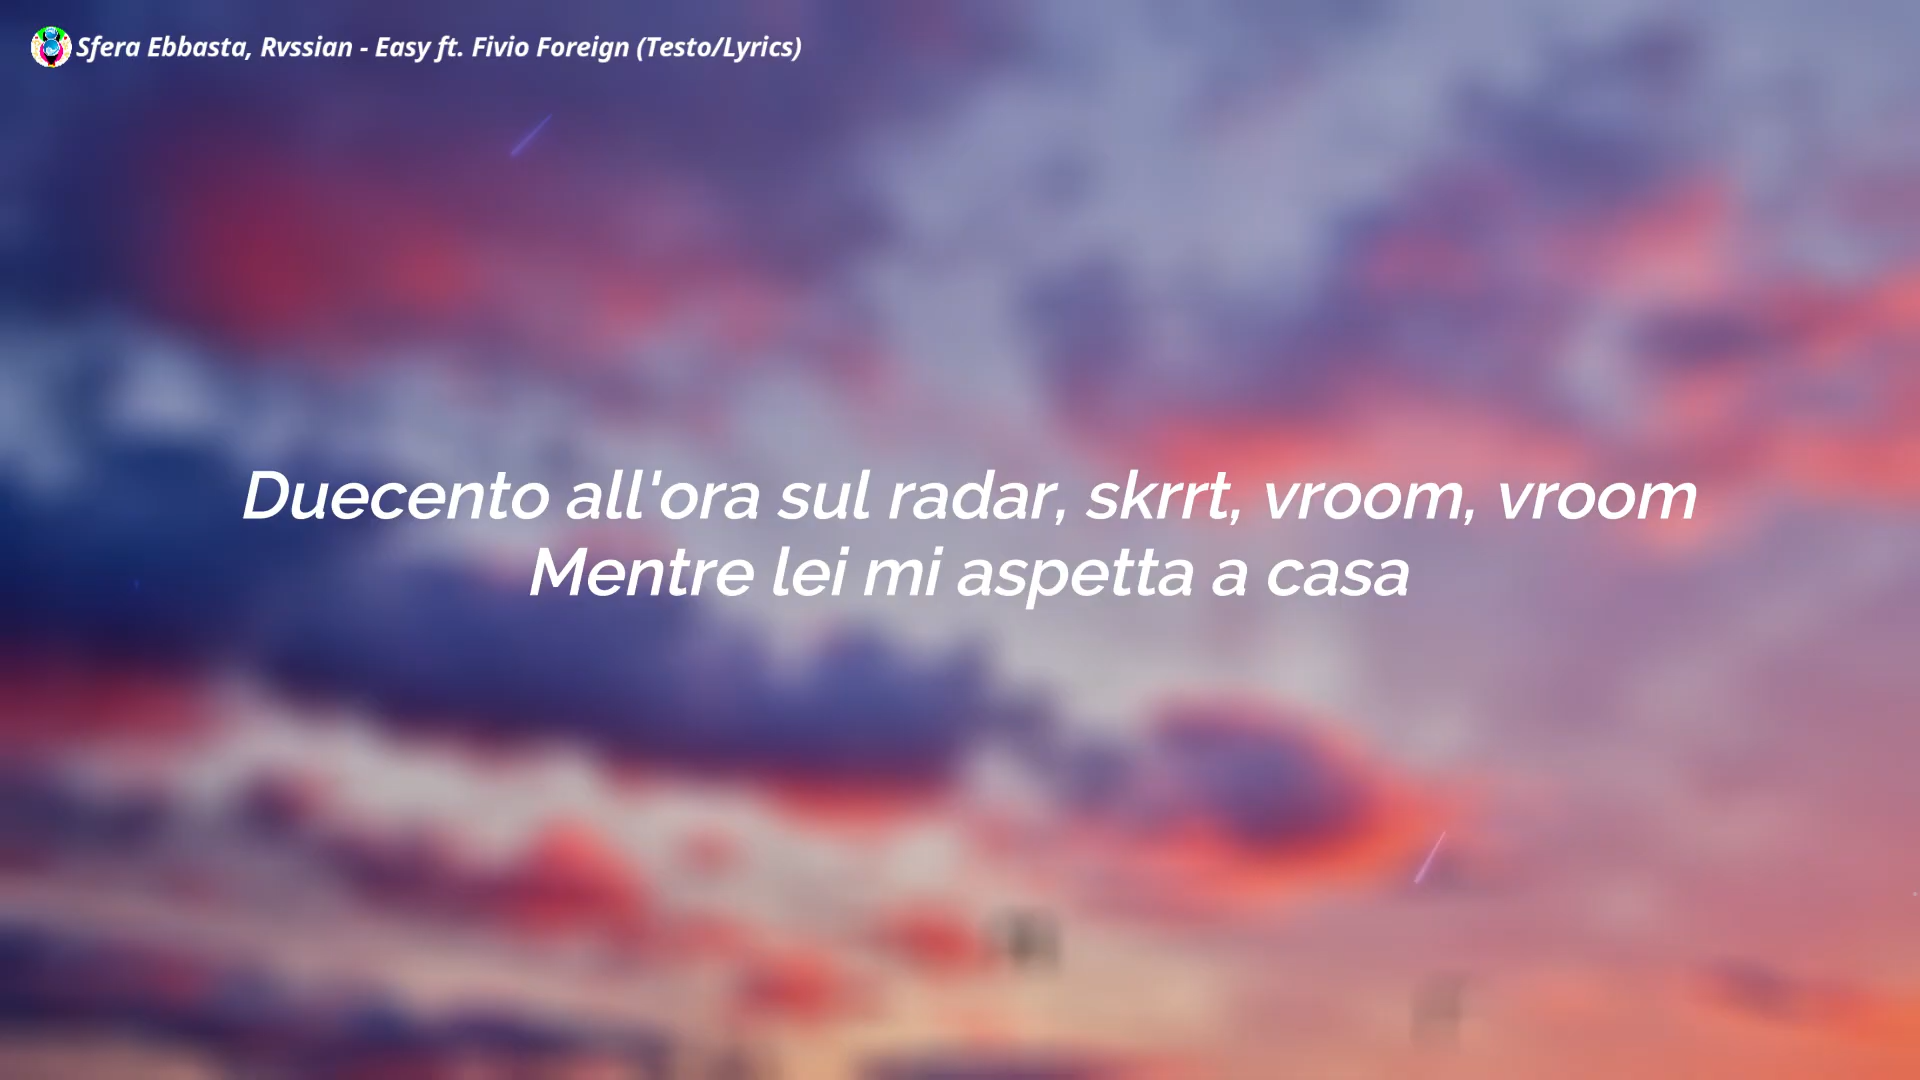 Sfera Ebbasta, Rvssian - Easy ft. Fivio Foreign (Testo/Lyrics)
Duecento all'ora sul radar, skrrt, vroom, vroom
Mentre lei mi aspetta a casa